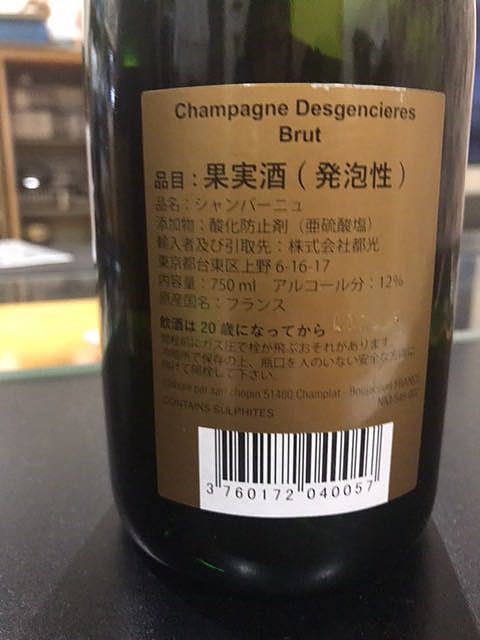 Champagne Desgencieres
Brut
品目：果実酒（発泡性）
品名：シャンパーニュ
添加物：酸化防止剤（亜硫酸塩）
輸入者及び引取先：株式会社都光
東京都台東区上野 6-16-17
内容量：750 ml　アルコール分：12%
原産国名：フランス
飲酒は 20 歳になってから
開栓前にガス圧で栓が飛ぶおそれがあります。
冷暗所で保存の上、瓶口を人のいない安全な方向に
向けて開栓して下さい。
par sarl chopin 51480 Champlat - Boujacourt FRANCE
CONTAINS SULPHITES
3 760172 040057